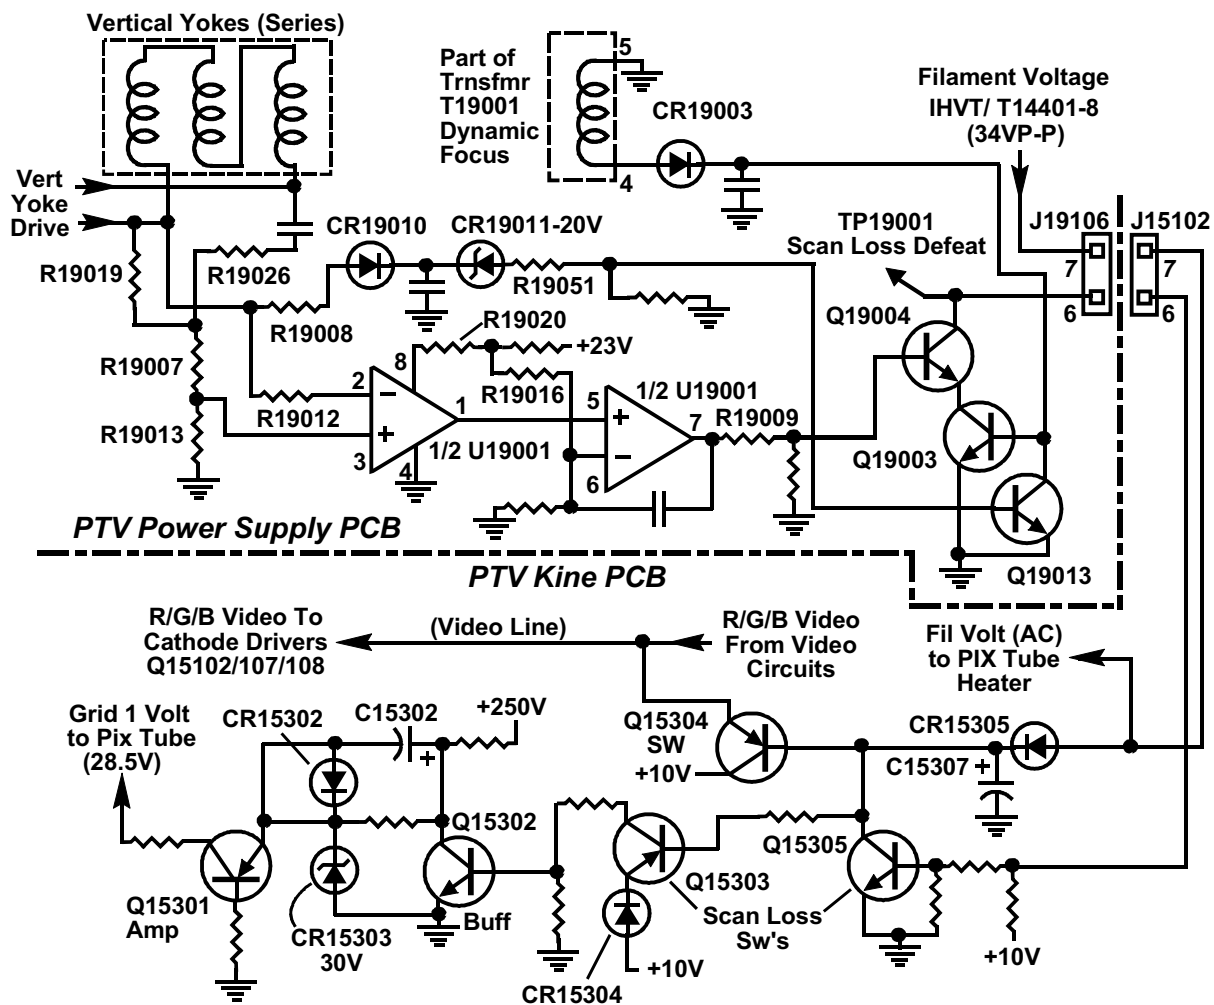 Vertical Yokes (Series)
Part of
Trnsfmr
T19001
Dynamic
Focus
5
4
CR19003
Filament Voltage
IHVT/ T14401-8
(34VP-P)
Vert
Yoke
Drive
J19106
J15102
TP19001
Scan Loss Defeat
7
7
6
6
CR19010
CR19011-20V
R19019
R19026
R19051
R19008
R19020
+23V
Q19004
R19007
8
R19016
1/2 U19001
2
−
R19012
1
5
+
7
R19009
R19013
+
3
4
1/2 U19001
−
6
Q19003
Q19013
PTV Power Supply PCB
PTV Kine PCB
R/G/B Video To
Cathode Drivers
Q15102/107/108
(Video Line)
R/G/B Video
From Video
Circuits
Fil Volt (AC)
to PIX Tube
Heater
Grid 1 Volt
to Pix Tube
(28.5V)
CR15302
C15302
+
+250V
Q15304
SW
+10V
CR15305
C15307
+
Q15302
Q15305
Q15301
Amp
CR15303
30V
Buff
Q15303
Scan Loss
Sw's
CR15304
+10V
+10V